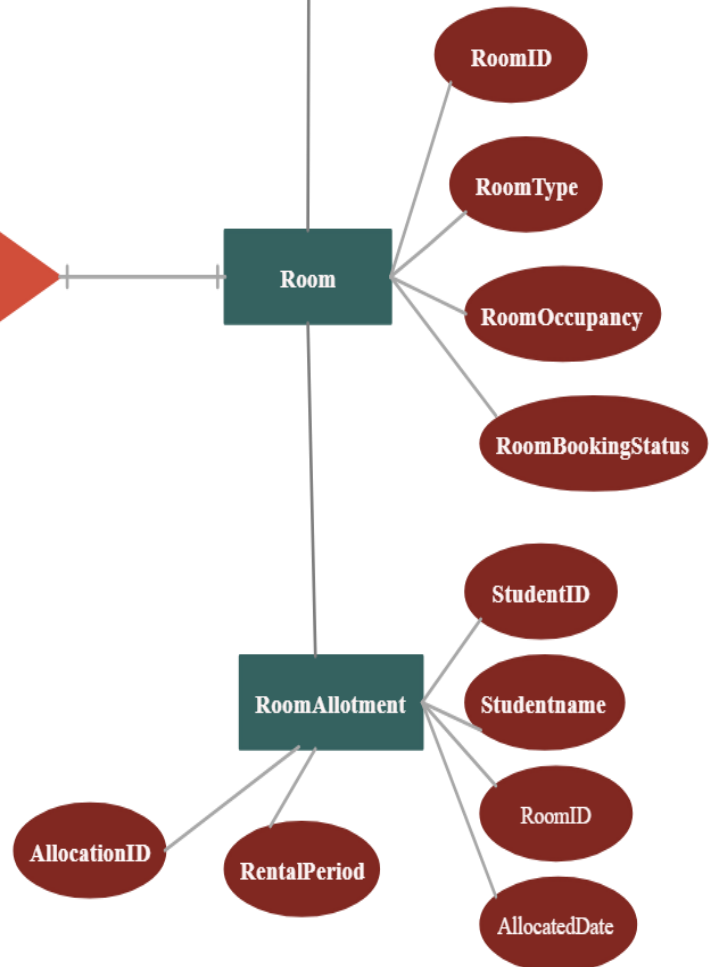 RoomID
RoomType
Room
RoomOccupancy
RoomBookingStatus
StudentID
RoomAllotment
Studentname
RoomID
AllocationID
RentalPeriod
AllocatedDate